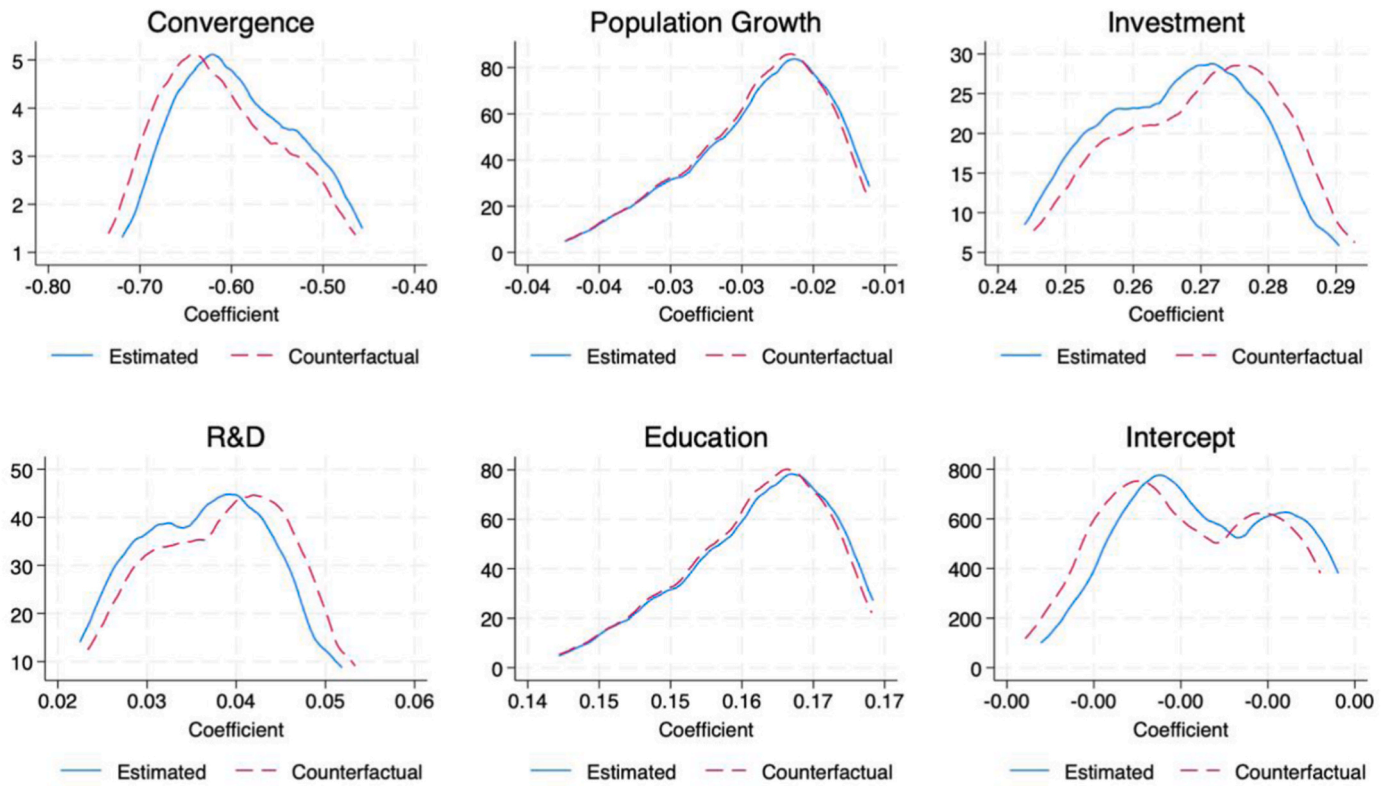 Convergence
5
4
3
2
1
-0.80 -0.70 -0.60 -0.50 -0.40
Coefficient
Estimated Counterfactual
Population Growth
80
60
40
20
0
-0.04 -0.04 -0.03 -0.03 -0.02 -0.01
Coefficient
Estimated Counterfactual
Investment
30
25
20
15
10
5
0.24 0.25 0.26 0.27 0.28 0.29
Coefficient
Estimated Counterfactual
R&D
50
40
30
20
10
0.02 0.03 0.04 0.05 0.06
Coefficient
Estimated Counterfactual
Education
80
60
40
20
0
0.14 0.15 0.15 0.16 0.17 0.17
Coefficient
Estimated Counterfactual
Intercept
800
600
400
200
0
-0.00 -0.00 -0.00 -0.00 0.00
Coefficient
Estimated Counterfactual